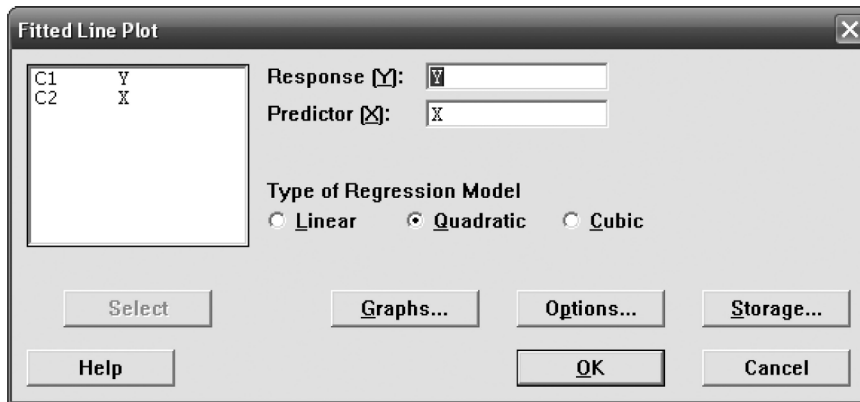 Fitted Line Plot
C1 Y
C2 X
Response (Y): Y
Predictor (X): X
Type of Regression Model
Linear Quadratic Cubic
Select Graphs... Options... Storage...
Help OK Cancel